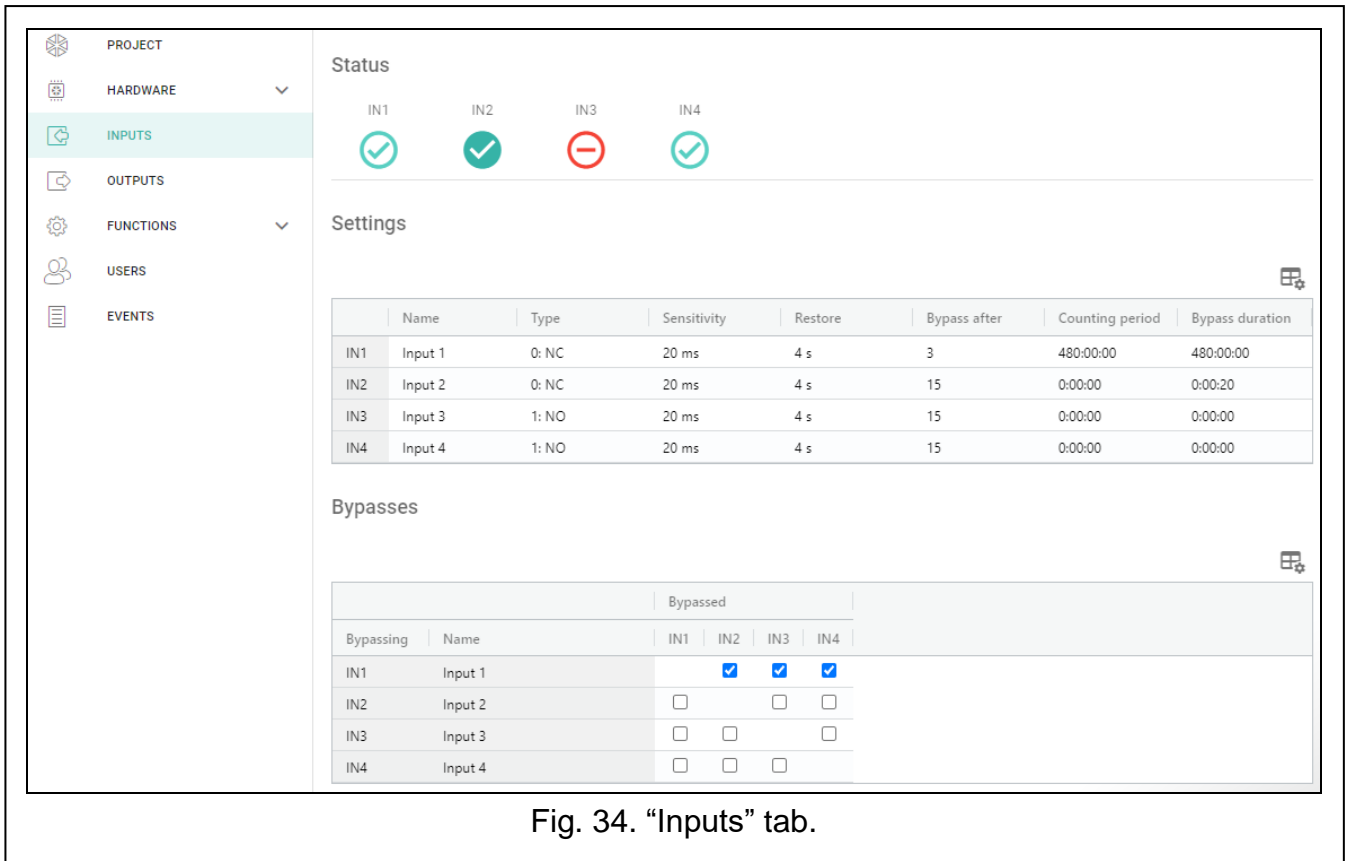 PROJECT
HARDWARE
INPUTS
OUTPUTS
FUNCTIONS
USERS
EVENTS
Status
IN1 IN2 IN3 IN4
Settings
Name Type Sensitivity Restore Bypass after Counting period Bypass duration
IN1 Input 1 0: NC 20 ms 4 s 3 480:00:00 480:00:00
IN2 Input 2 0: NC 20 ms 4 s 15 0:00:00 0:00:20
IN3 Input 3 1: NO 20 ms 4 s 15 0:00:00 0:00:00
IN4 Input 4 1: NO 20 ms 4 s 15 0:00:00 0:00:00
Bypasses
Bypassed
Bypassing Name IN1 IN2 IN3 IN4
IN1 Input 1
IN2 Input 2
IN3 Input 3
IN4 Input 4
Fig. 34. “Inputs” tab.